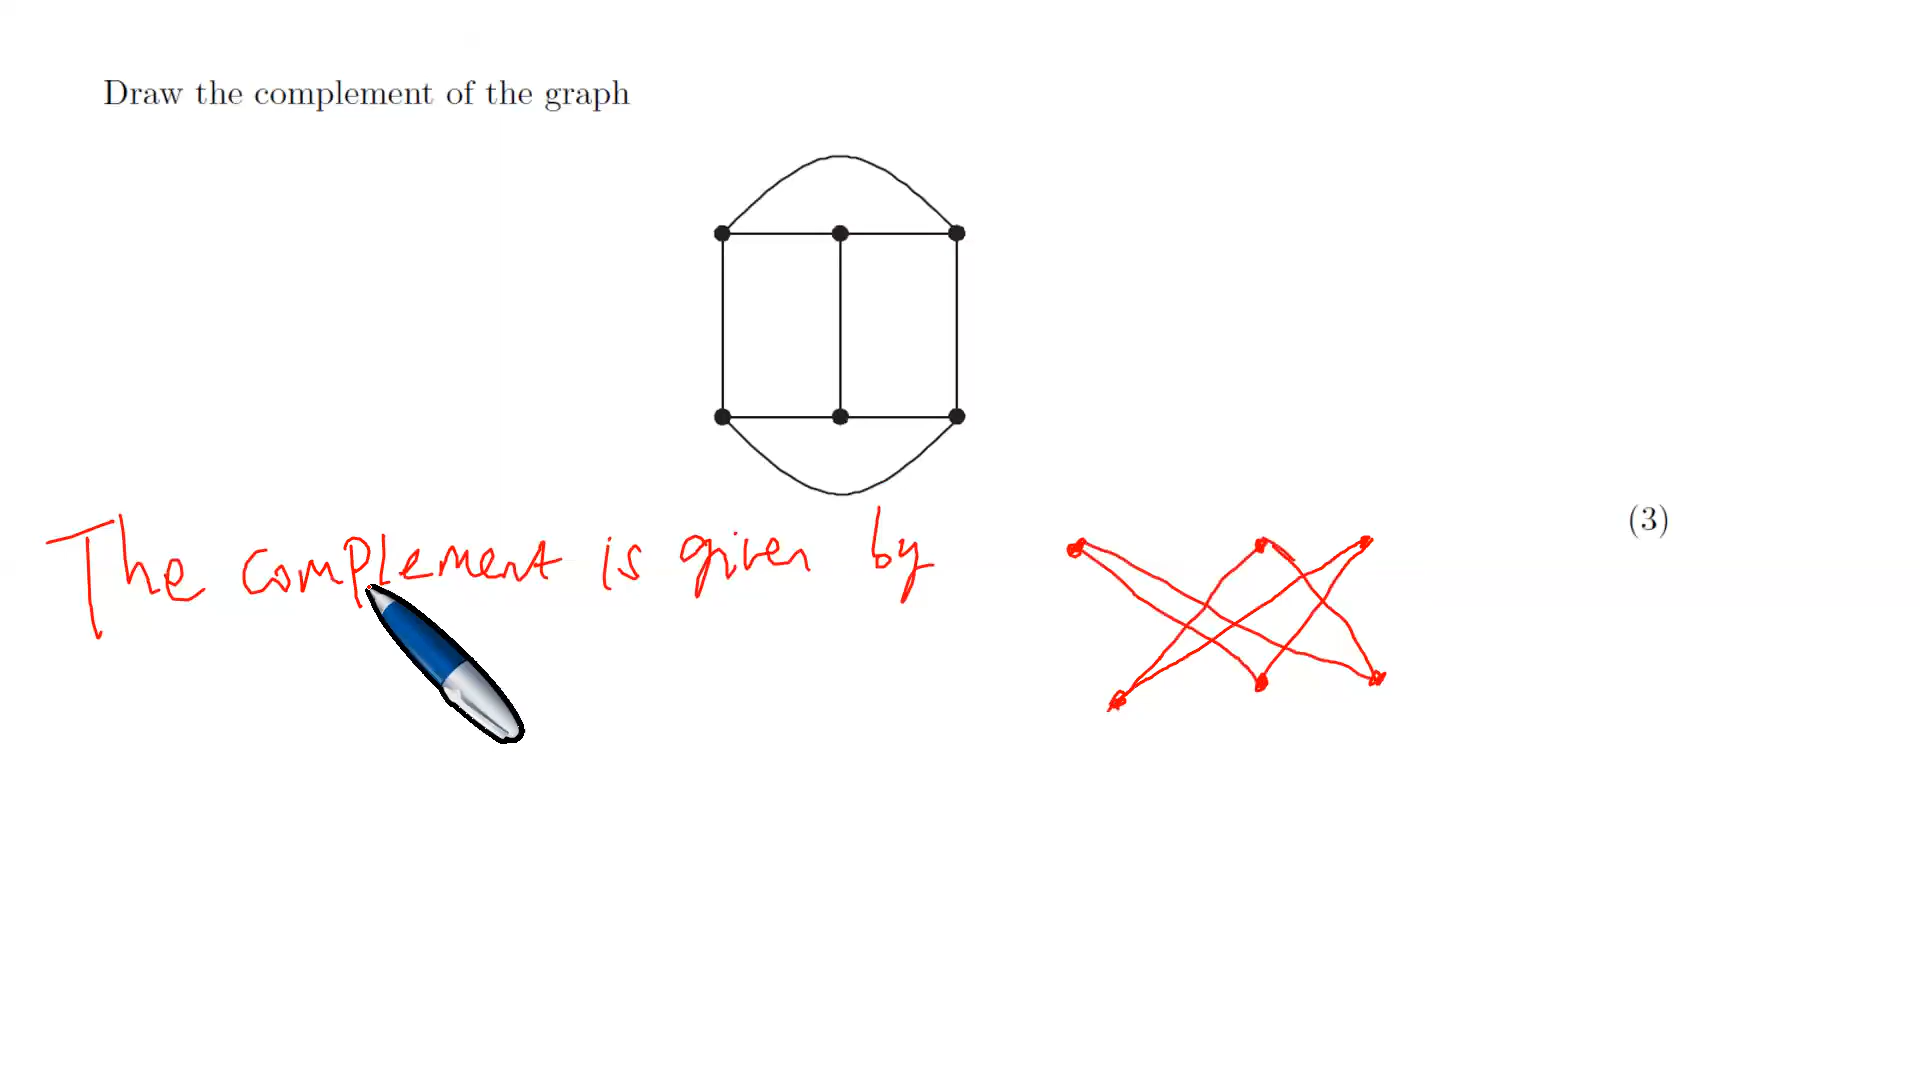 Draw the complement of the graph
(3)
The complement is given by